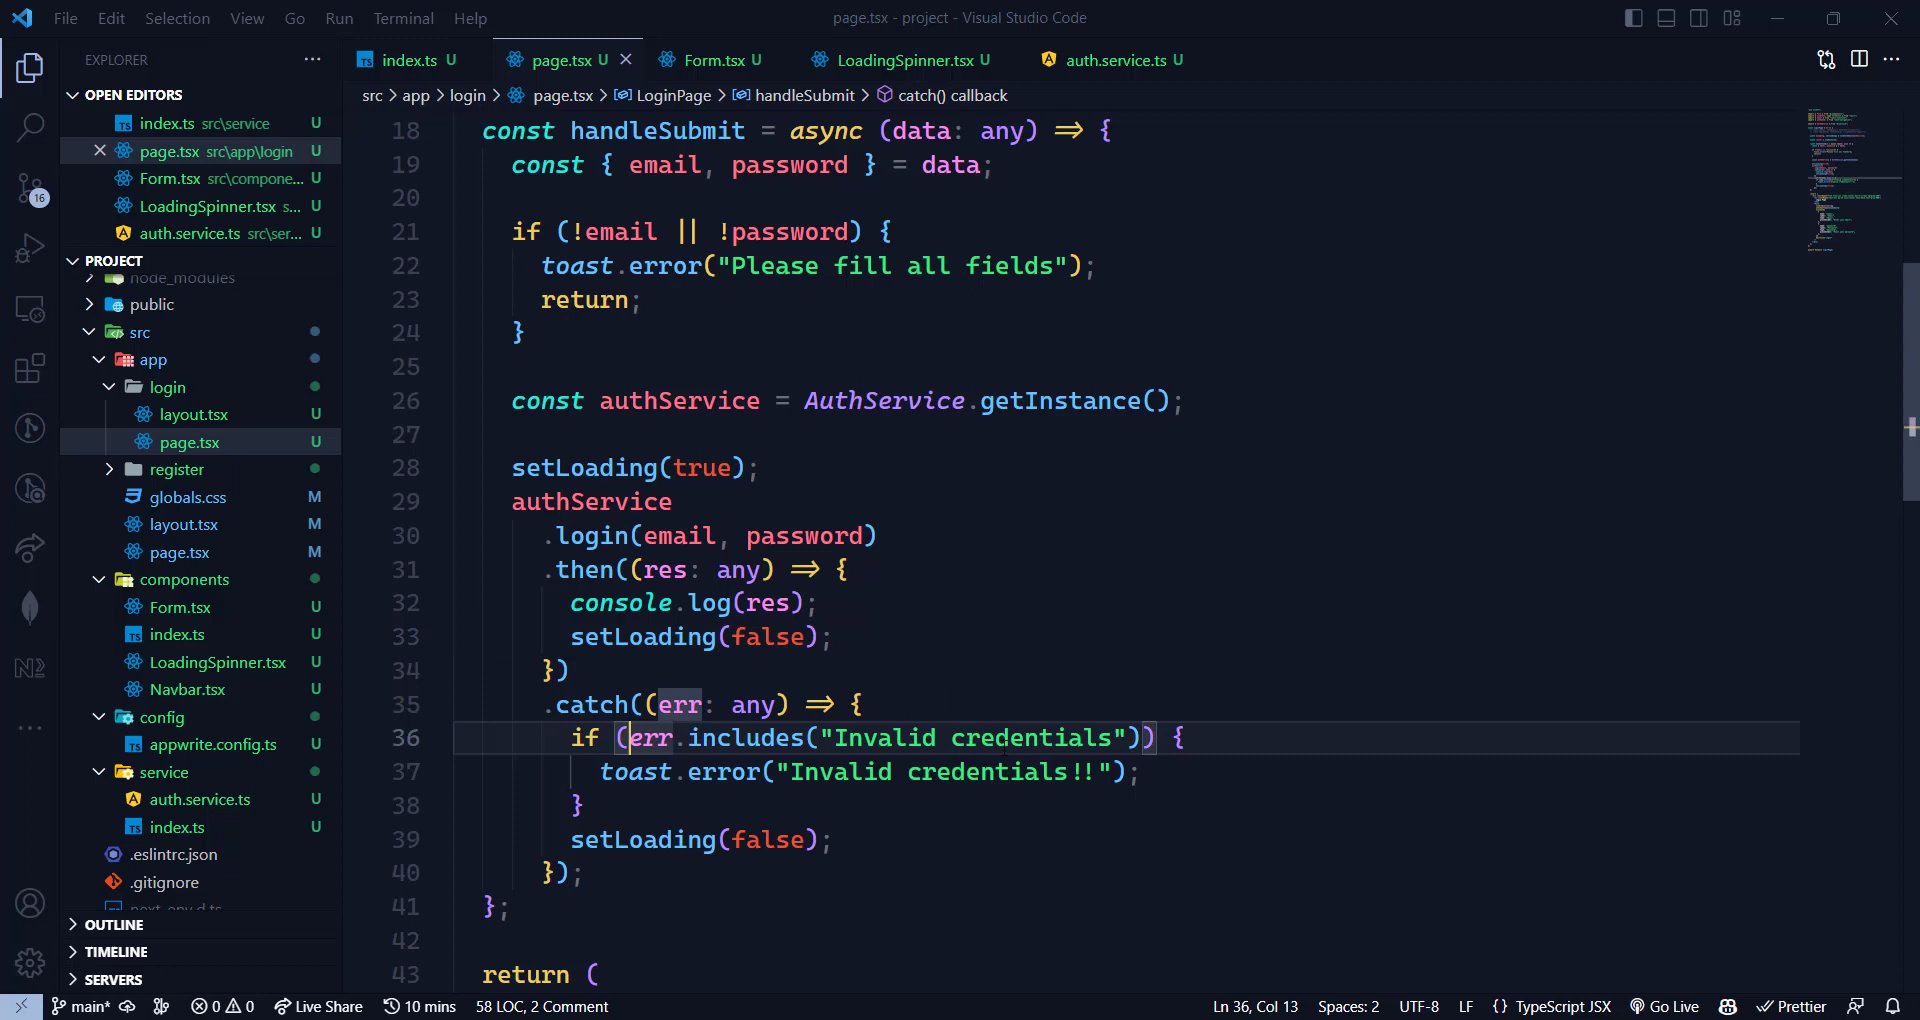 File Edit Selection View Go Run Terminal Help
page.tsx - project - Visual Studio Code
EXPLORER
OPEN EDITORS
index.ts src\service U
page.tsx src\app\login U
Form.tsx src\compone... U
LoadingSpinner.tsx s... U
auth.service.ts src\ser... U
PROJECT
node_modules
public
src
app
login
layout.tsx U
page.tsx U
register
globals.css M
layout.tsx M
page.tsx M
components
Form.tsx U
index.ts U
LoadingSpinner.tsx U
Navbar.tsx U
config
appwrite.config.ts U
service
auth.service.ts U
index.ts U
.eslintrc.json
.gitignore
next-env.d.ts
OUTLINE
TIMELINE
SERVERS
16
index.ts U
page.tsx U
Form.tsx U
LoadingSpinner.tsx U
auth.service.ts U
src > app > login > page.tsx > LoginPage > handleSubmit > catch() callback
18 const handleSubmit = async (data: any) => {
19 const { email, password } = data;
20
21 if (!email || !password) {
22 toast.error("Please fill all fields");
23 return;
24 }
25
26 const authService = AuthService.getInstance();
27
28 setLoading(true);
29 authService
30 .login(email, password)
31 .then((res: any) => {
32 console.log(res);
33 setLoading(false);
34 })
35 .catch((err: any) => {
36 if (err.includes("Invalid credentials")) {
37 toast.error("Invalid credentials!!");
38 }
39 setLoading(false);
40 });
41 };
42
43 return (
main* 0 0 Live Share 10 mins 58 LOC, 2 Comment
Ln 36, Col 13 Spaces: 2 UTF-8 LF {} TypeScript JSX Go Live Prettier